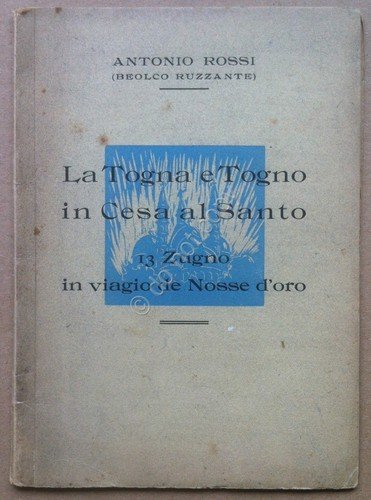 ANTONIO ROSSI
(BEOLCO RUZZANTE)
La Togna e Togno
in Cesa al Santo
13 Zugno
in viagio de Nosse d'oro